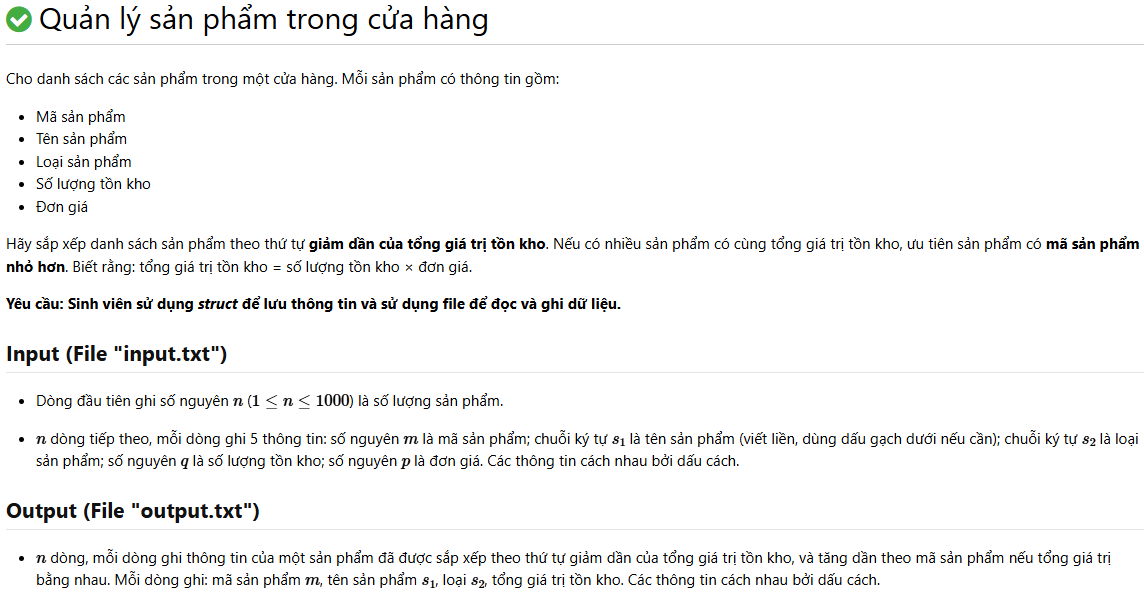 Quản lý sản phẩm trong cửa hàng
Cho danh sách các sản phẩm trong một cửa hàng. Mỗi sản phẩm có thông tin gồm:
• Mã sản phẩm
• Tên sản phẩm
• Loại sản phẩm
• Số lượng tồn kho
• Đơn giá
Hãy sắp xếp danh sách sản phẩm theo thứ tự giảm dần của tổng giá trị tồn kho. Nếu có nhiều sản phẩm có cùng tổng giá trị tồn kho, ưu tiên sản phẩm có mã sản phẩm
nhỏ hơn. Biết rằng: tổng giá trị tồn kho = số lượng tồn kho × đơn giá.
Yêu cầu: Sinh viên sử dụng struct để lưu thông tin và sử dụng file để đọc và ghi dữ liệu.
Input (File "input.txt")
• Dòng đầu tiên ghi số nguyên n (1 ≤ n ≤ 1000) là số lượng sản phẩm.
• n dòng tiếp theo, mỗi dòng ghi 5 thông tin: số nguyên m là mã sản phẩm; chuỗi ký tự s₁ là tên sản phẩm (viết liền, dùng dấu gạch dưới nếu cần); chuỗi ký tự s₂ là loại
sản phẩm; số nguyên q là số lượng tồn kho; số nguyên p là đơn giá. Các thông tin cách nhau bởi dấu cách.
Output (File "output.txt")
• n dòng, mỗi dòng ghi thông tin của một sản phẩm đã được sắp xếp theo thứ tự giảm dần của tổng giá trị tồn kho, và tăng dần theo mã sản phẩm nếu tổng giá trị
bằng nhau. Mỗi dòng ghi: mã sản phẩm m, tên sản phẩm s₁, loại s₂, tổng giá trị tồn kho. Các thông tin cách nhau bởi dấu cách.